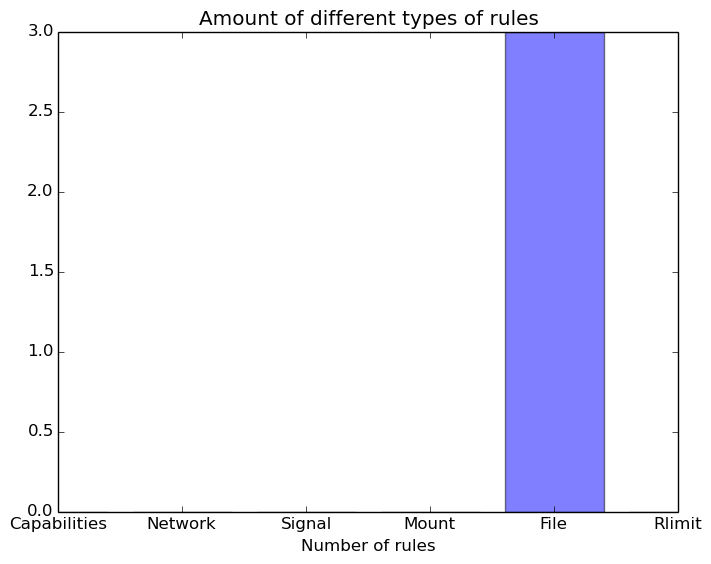 Amount of different types of rules
3.0
2.5
2.0
1.5
1.0
0.5
0.0
Capabilities Network Signal Mount File Rlimit
Number of rules